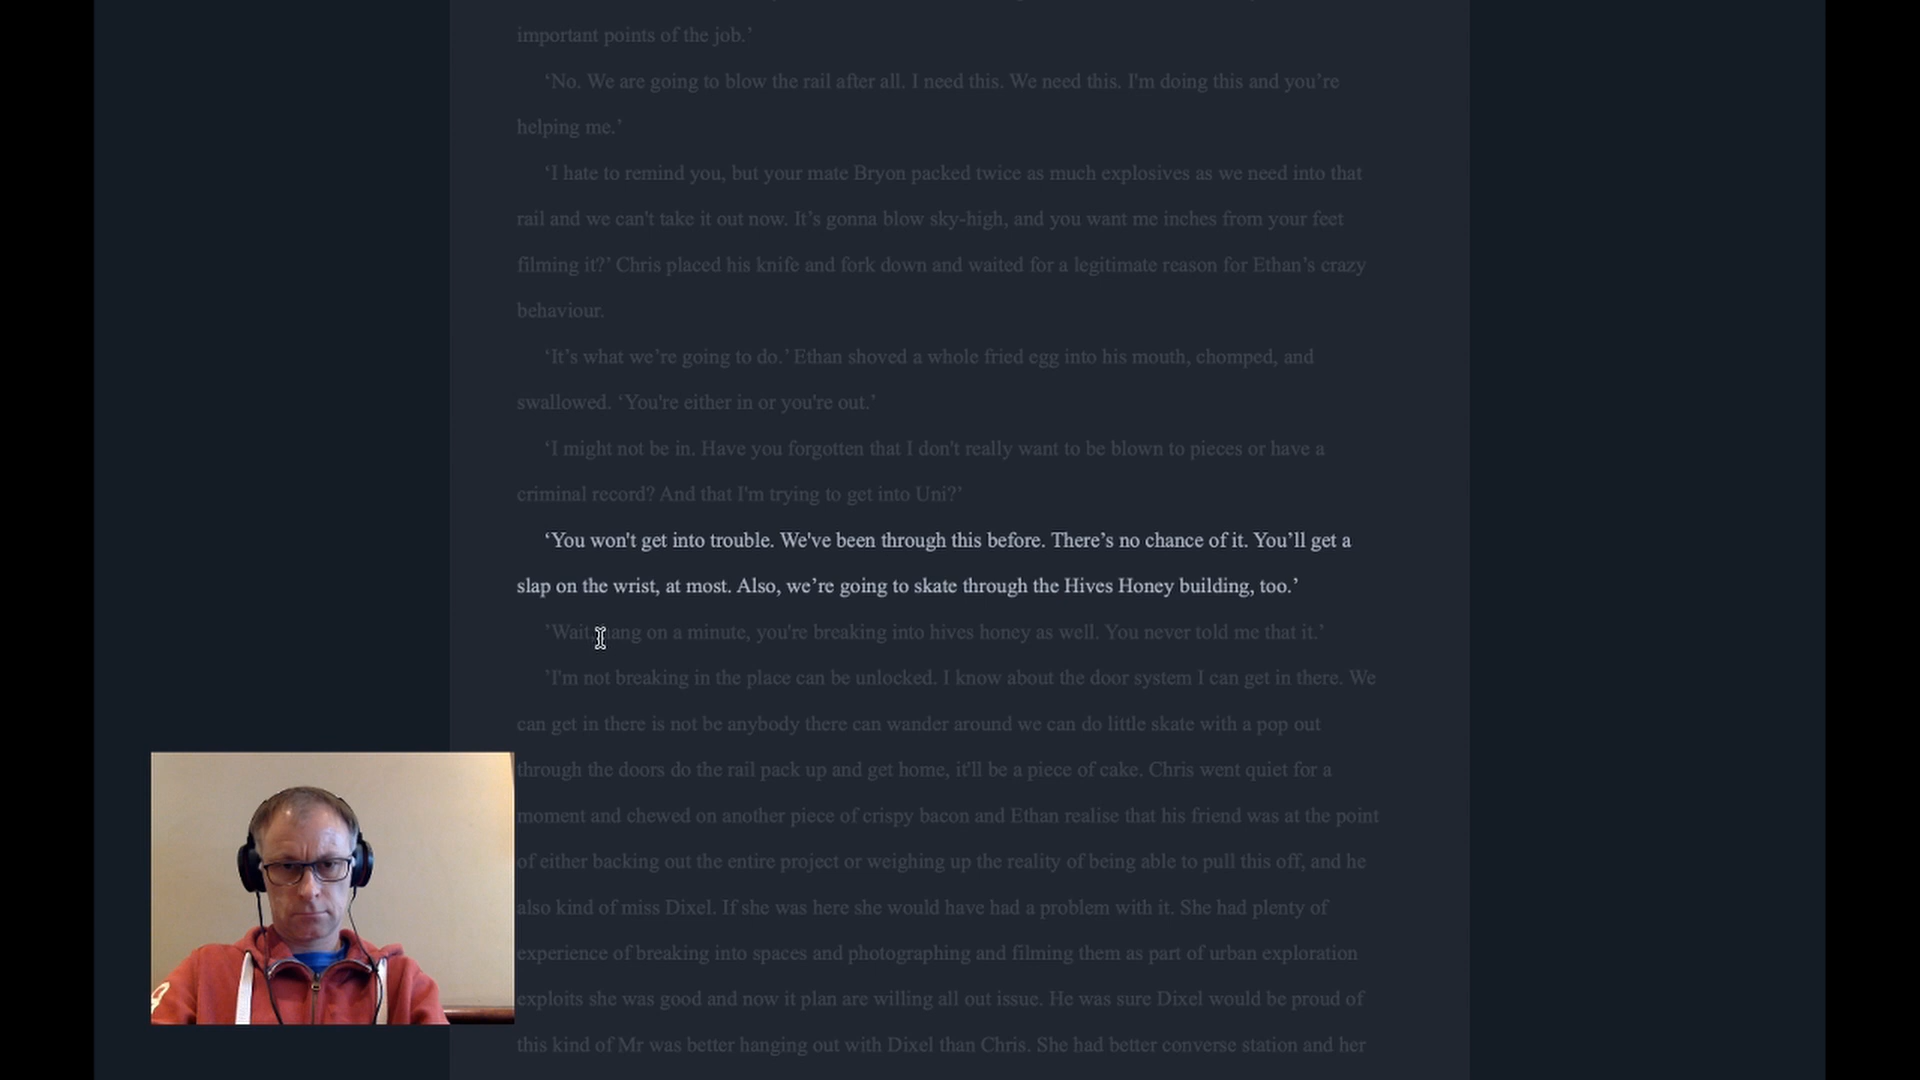 important points of the job.’
‘No. We are going to blow the rail after all. I need this. We need this. I'm doing this and you’re
helping me.’
‘I hate to remind you, but your mate Bryon packed twice as much explosives as we need into that
rail and we can't take it out now. It’s gonna blow sky-high, and you want me inches from your feet
filming it?’ Chris placed his knife and fork down and waited for a legitimate reason for Ethan’s crazy
behaviour.
‘It’s what we’re going to do.’ Ethan shoved a whole fried egg into his mouth, chomped, and
swallowed. ‘You're either in or you're out.’
‘I might not be in. Have you forgotten that I don't really want to be blown to pieces or have a
criminal record? And that I'm trying to get into Uni?’
‘You won't get into trouble. We've been through this before. There’s no chance of it. You’ll get a
slap on the wrist, at most. Also, we’re going to skate through the Hives Honey building, too.’
’Wait, hang on a minute, you're breaking into hives honey as well. You never told me that it.’
’I'm not breaking in the place can be unlocked. I know about the door system I can get in there. We
can get in there is not be anybody there can wander around we can do little skate with a pop out
through the doors do the rail pack up and get home, it'll be a piece of cake. Chris went quiet for a
moment and chewed on another piece of crispy bacon and Ethan realise that his friend was at the point
of either backing out the entire project or weighing up the reality of being able to pull this off, and he
also kind of miss Dixel. If she was here she would have had a problem with it. She had plenty of
experience of breaking into spaces and photographing and filming them as part of urban exploration
exploits she was good and now it plan are willing all out issue. He was sure Dixel would be proud of
this kind of Mr was better hanging out with Dixel than Chris. She had better converse station and her